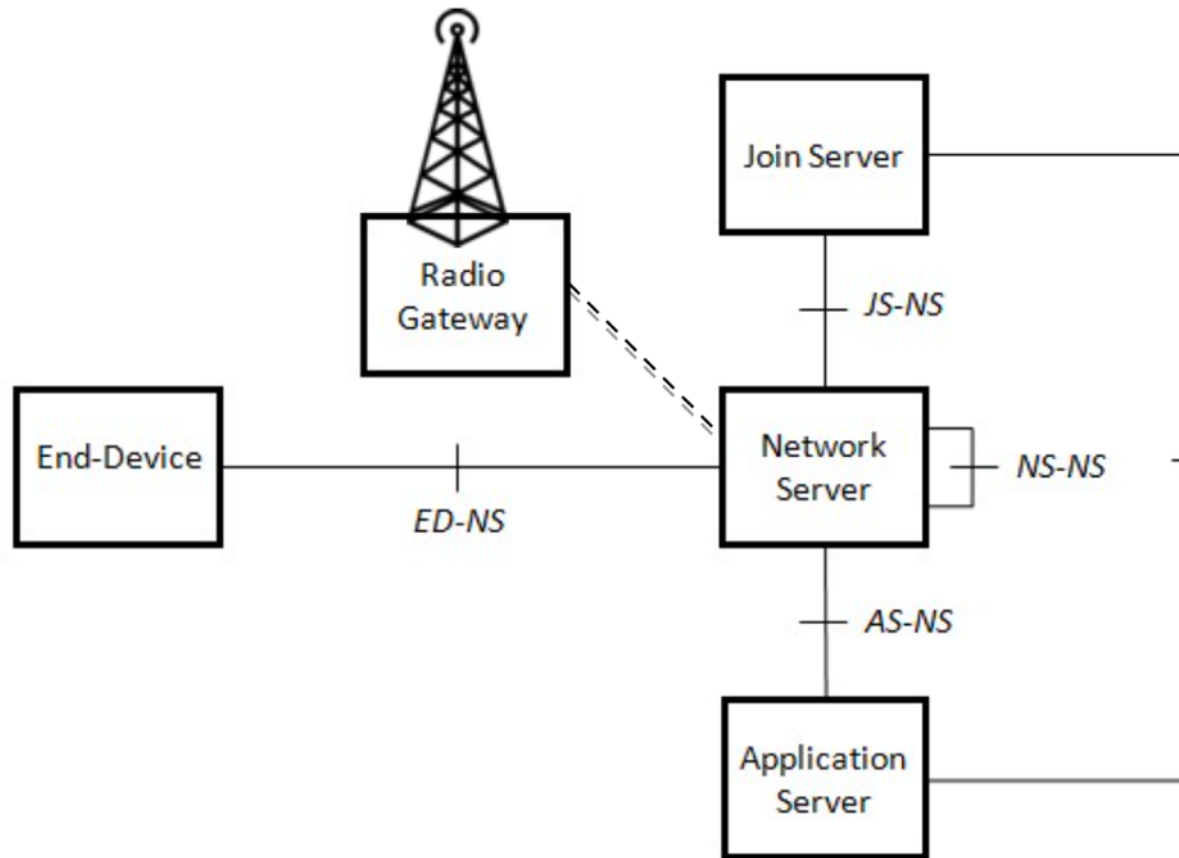 Join Server
Radio
Gateway
JS-NS
End-Device
Network
Server
NS-NS
ED-NS
AS-NS
Application
Server